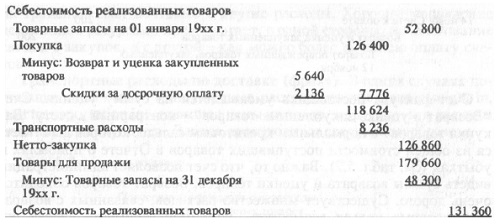 Себестоимость реализованных товаров
Товарные запасы на 01 января 19xx г. 52 800
Покупка 126 400
Минус: Возврат и уценка закупленных
товаров 5 640
Скидки за досрочную оплату 2 136 7 776
118 624
Транспортные расходы 8 236
Нетто-закупка 126 860
Товары для продажи 179 660
Минус: Товарные запасы на 31 декабря 48 300
19xx г.
Себестоимость реализованных товаров 131 360